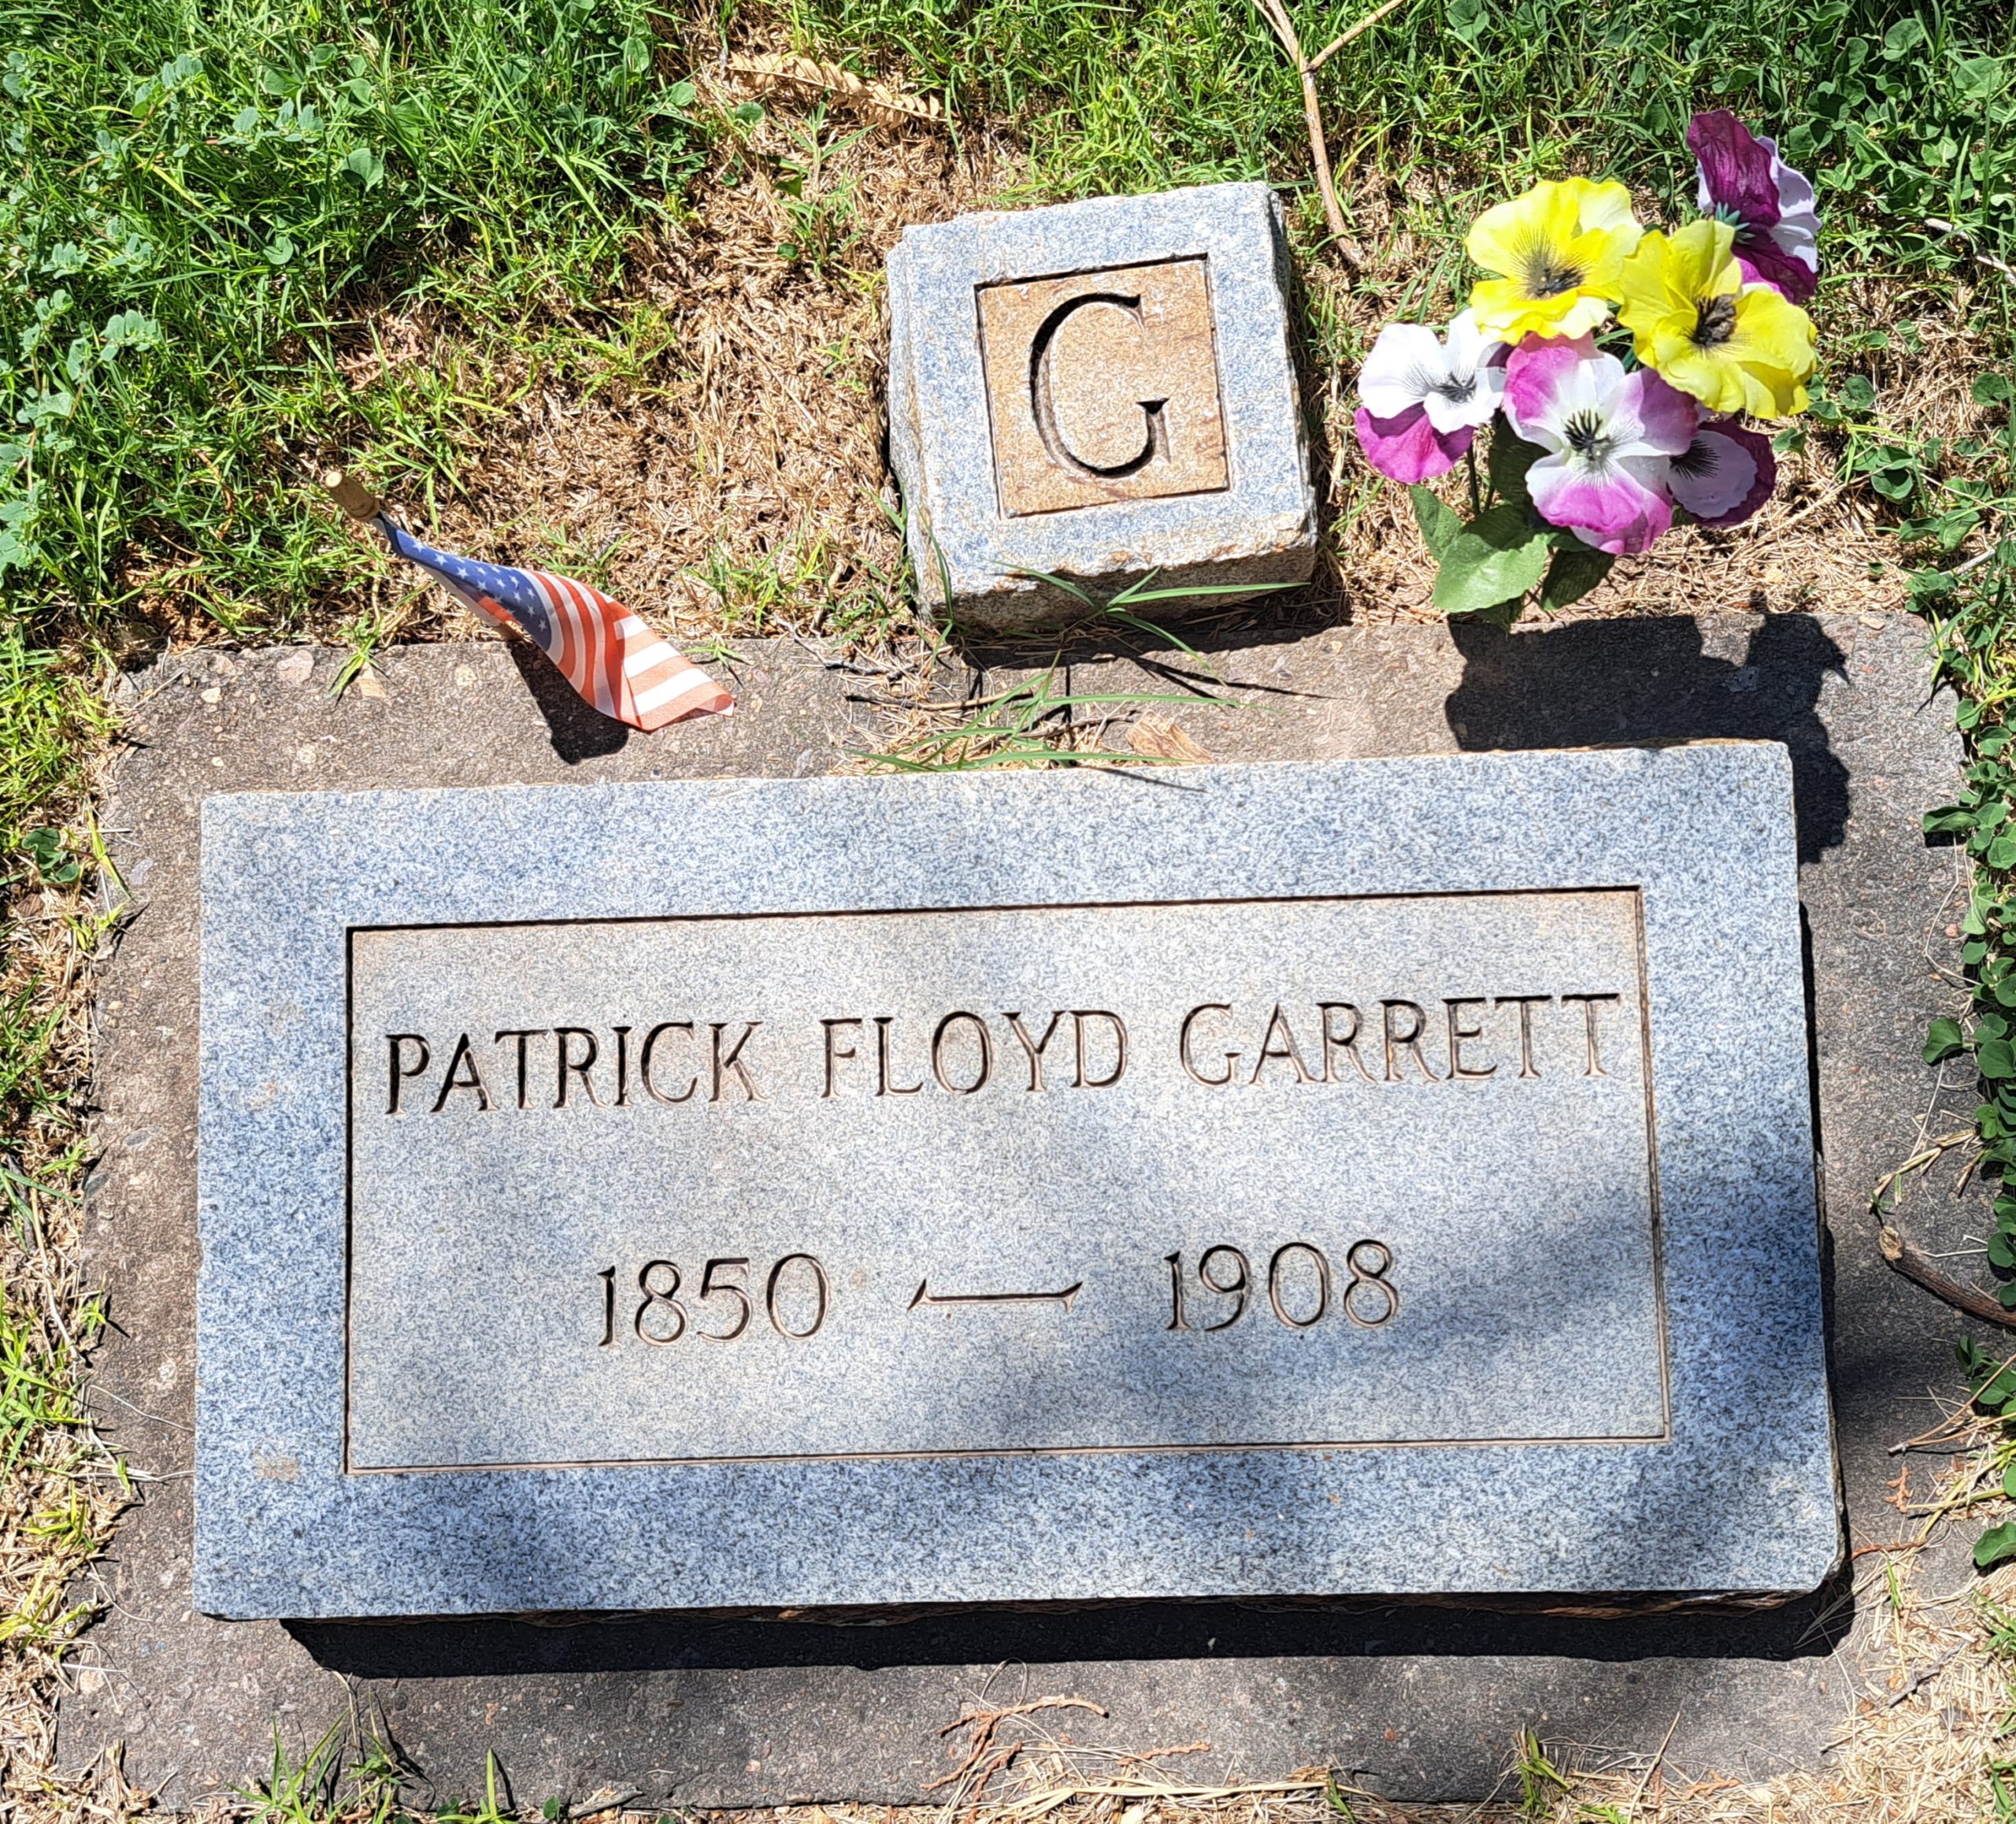 G
PATRICK FLOYD GARRETT
1850 — 1908